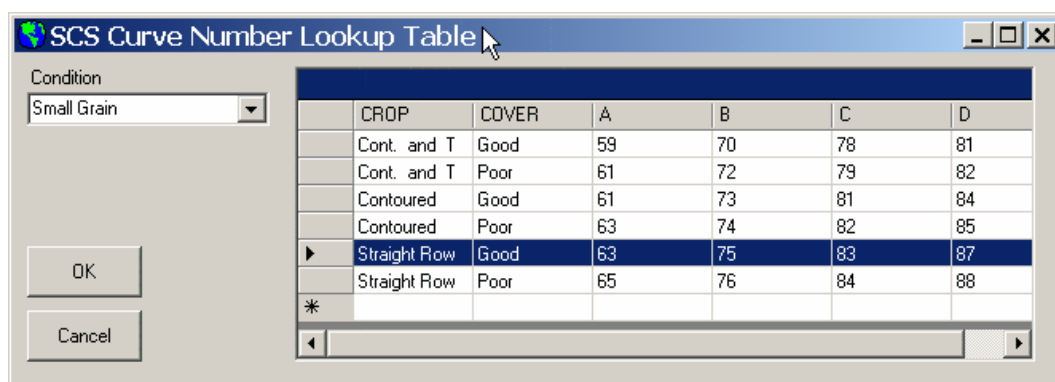 SCS Curve Number Lookup Table
Condition
Small Grain
CROP COVER A B C D
Cont. and T Good 59 70 78 81
Cont. and T Poor 61 72 79 82
Contoured Good 61 73 81 84
Contoured Poor 63 74 82 85
Straight Row Good 63 75 83 87
Straight Row Poor 65 76 84 88
OK
Cancel